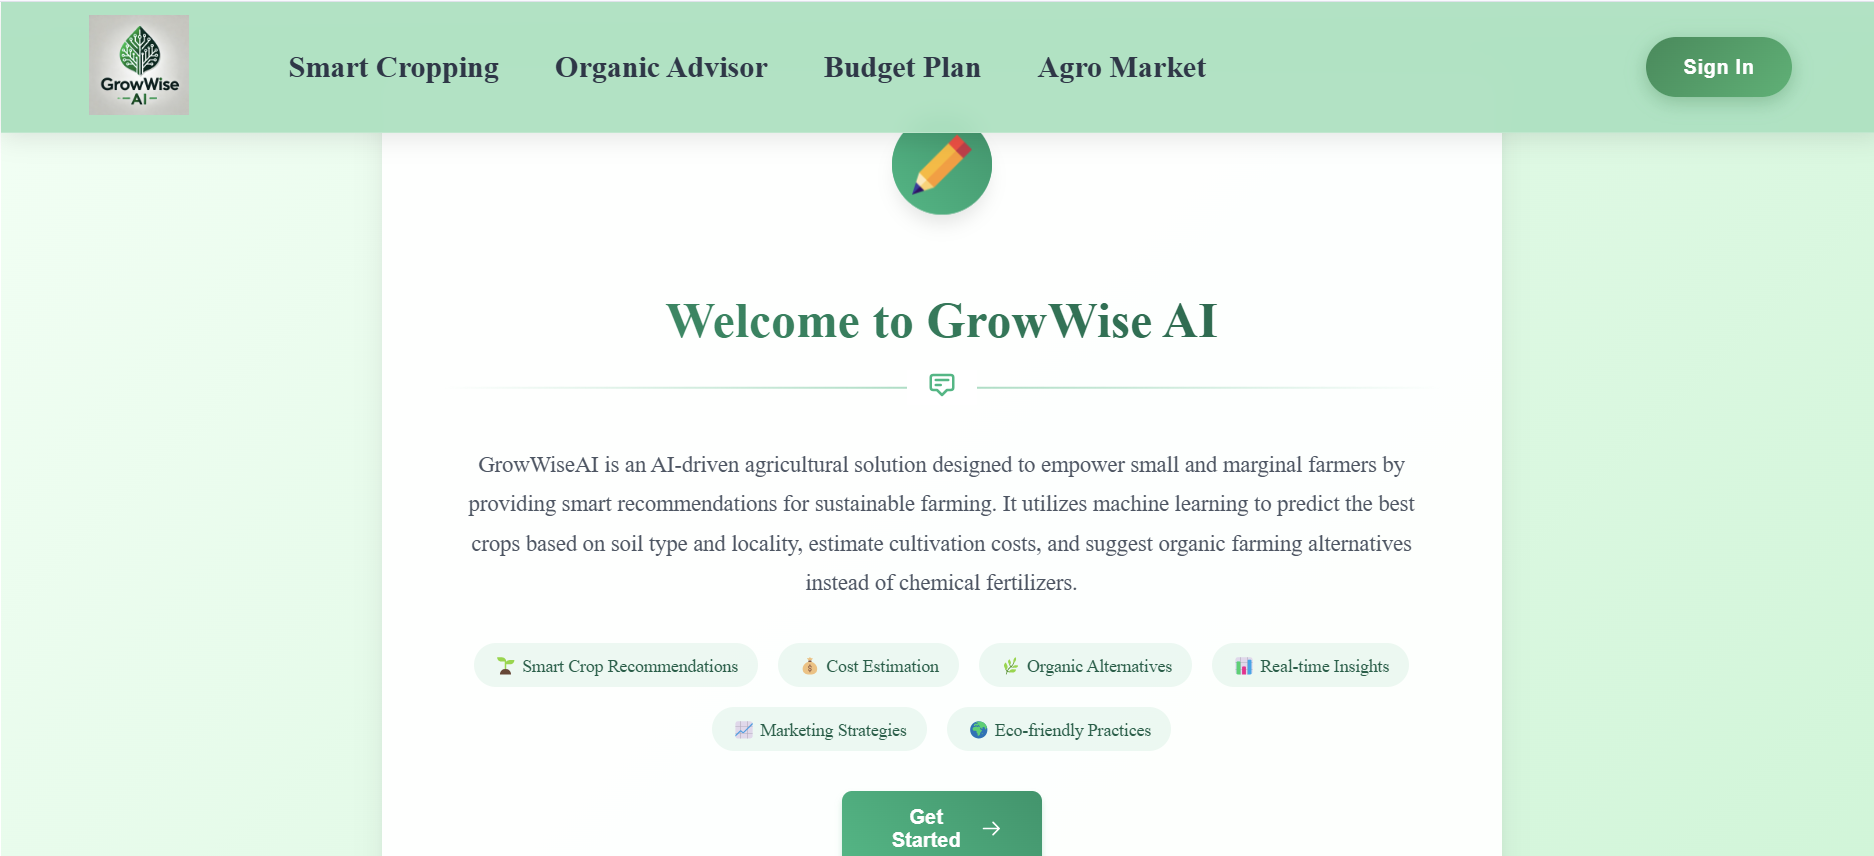 GrowWise
AI
Smart Cropping
Organic Advisor
Budget Plan
Agro Market
Sign In
Welcome to GrowWise AI
GrowWiseAI is an AI-driven agricultural solution designed to empower small and marginal farmers by
providing smart recommendations for sustainable farming. It utilizes machine learning to predict the best
crops based on soil type and locality, estimate cultivation costs, and suggest organic farming alternatives
instead of chemical fertilizers.
Smart Crop Recommendations
Cost Estimation
Organic Alternatives
Real-time Insights
Marketing Strategies
Eco-friendly Practices
Get
Started